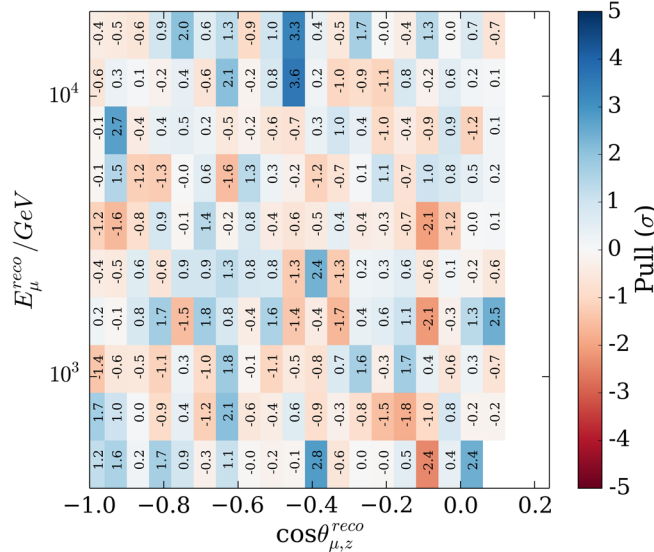 -0.4 -0.5 -0.6 0.9 2.0 0.6 1.3 -0.9 1.0 3.3 -0.2 -0.3 1.7 -0.0 -0.4 1.3 -0.0 0.7 -0.7
-0.6 0.3 0.1 -0.2 0.4 -0.6 2.1 -0.2 0.8 3.6 0.2 -1.0 -0.9 -1.1 0.8 -0.2 0.6 0.2 0.1
10^4
-0.1 2.7 -0.4 0.4 0.5 0.2 -0.5 -0.2 -0.6 -0.7 0.3 1.0 0.4 -1.0 -0.4 -0.9 0.9 -1.2 0.1
-0.1 1.5 -1.2 -1.3 -0.0 0.6 -1.6 1.3 0.3 -0.2 -1.2 -0.2 0.1 1.1 -0.7 1.0 0.8 0.5 0.2
-1.2 -1.6 -0.8 0.9 -0.1 1.4 -0.2 0.8 -0.4 -0.6 -0.5 0.4 -0.4 -0.3 -0.7 -2.1 -1.2 -0.0 0.1
-0.4 -0.5 0.6 -0.6 0.9 0.9 1.3 0.8 0.8 -1.3 2.4 -1.3 0.2 0.3 0.6 -0.6 0.1 -0.2 -0.6
0.2 -0.1 0.8 1.7 -1.5 1.8 0.8 -0.4 1.6 -1.4 -0.4 -1.7 -0.4 0.6 1.1 -2.1 -0.3 1.3 2.5
10^3
-1.4 -0.6 -0.5 -1.1 0.3 -1.0 1.8 -0.1 -1.1 -0.5 -0.8 0.7 1.6 -0.3 1.7 0.4 -0.6 0.3 -0.7
1.7 1.0 0.0 -0.9 0.4 -1.2 2.1 -0.6 -0.4 0.6 -0.9 -0.3 -0.8 -1.5 -1.8 -1.0 0.8 -0.2 -0.2
1.2 1.6 0.2 1.7 0.9 -0.3 1.1 -0.0 -0.2 -0.1 2.8 -0.6 0.0 -0.0 0.5 -2.4 0.4 2.4
E_μ^reco /GeV
-1.0 -0.8 -0.6 -0.4 -0.2 0.0 0.2
cosθ_μ,z^reco
5
4
3
2
1
0
-1
-2
-3
-4
-5
Pull (σ)